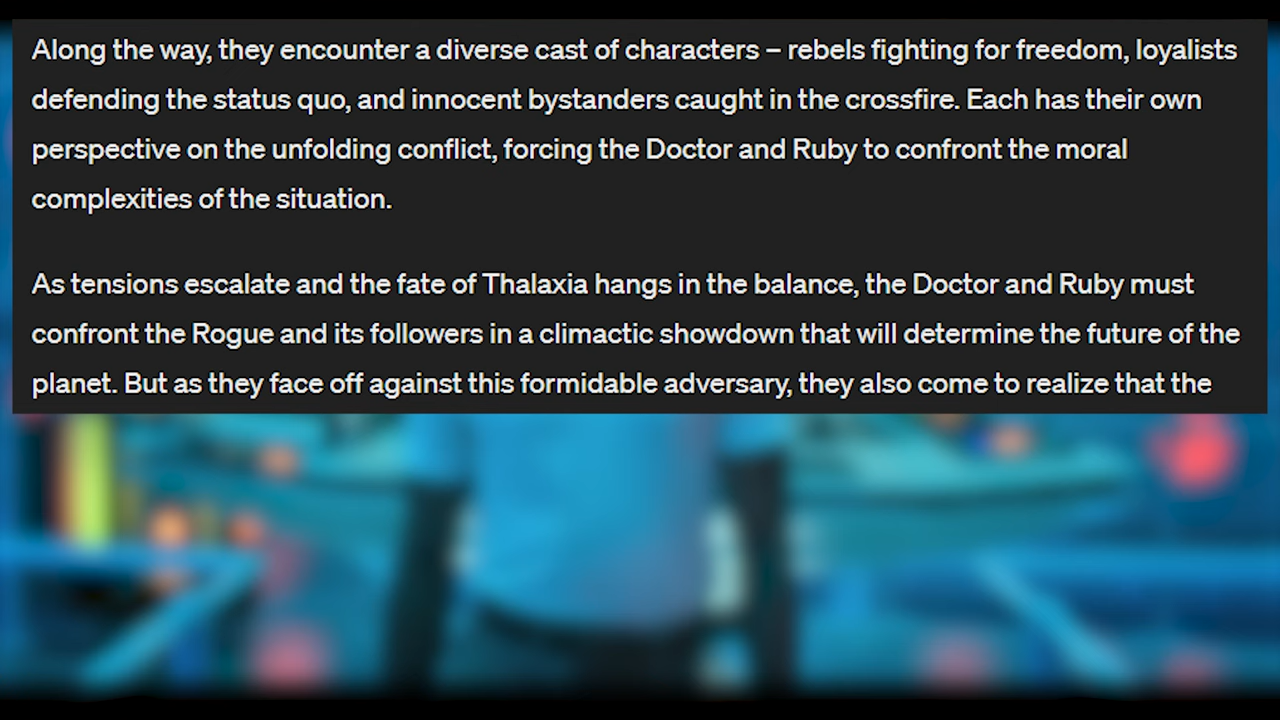 Along the way, they encounter a diverse cast of characters – rebels fighting for freedom, loyalists
defending the status quo, and innocent bystanders caught in the crossfire. Each has their own
perspective on the unfolding conflict, forcing the Doctor and Ruby to confront the moral
complexities of the situation.
As tensions escalate and the fate of Thalaxia hangs in the balance, the Doctor and Ruby must
confront the Rogue and its followers in a climactic showdown that will determine the future of the
planet. But as they face off against this formidable adversary, they also come to realize that the